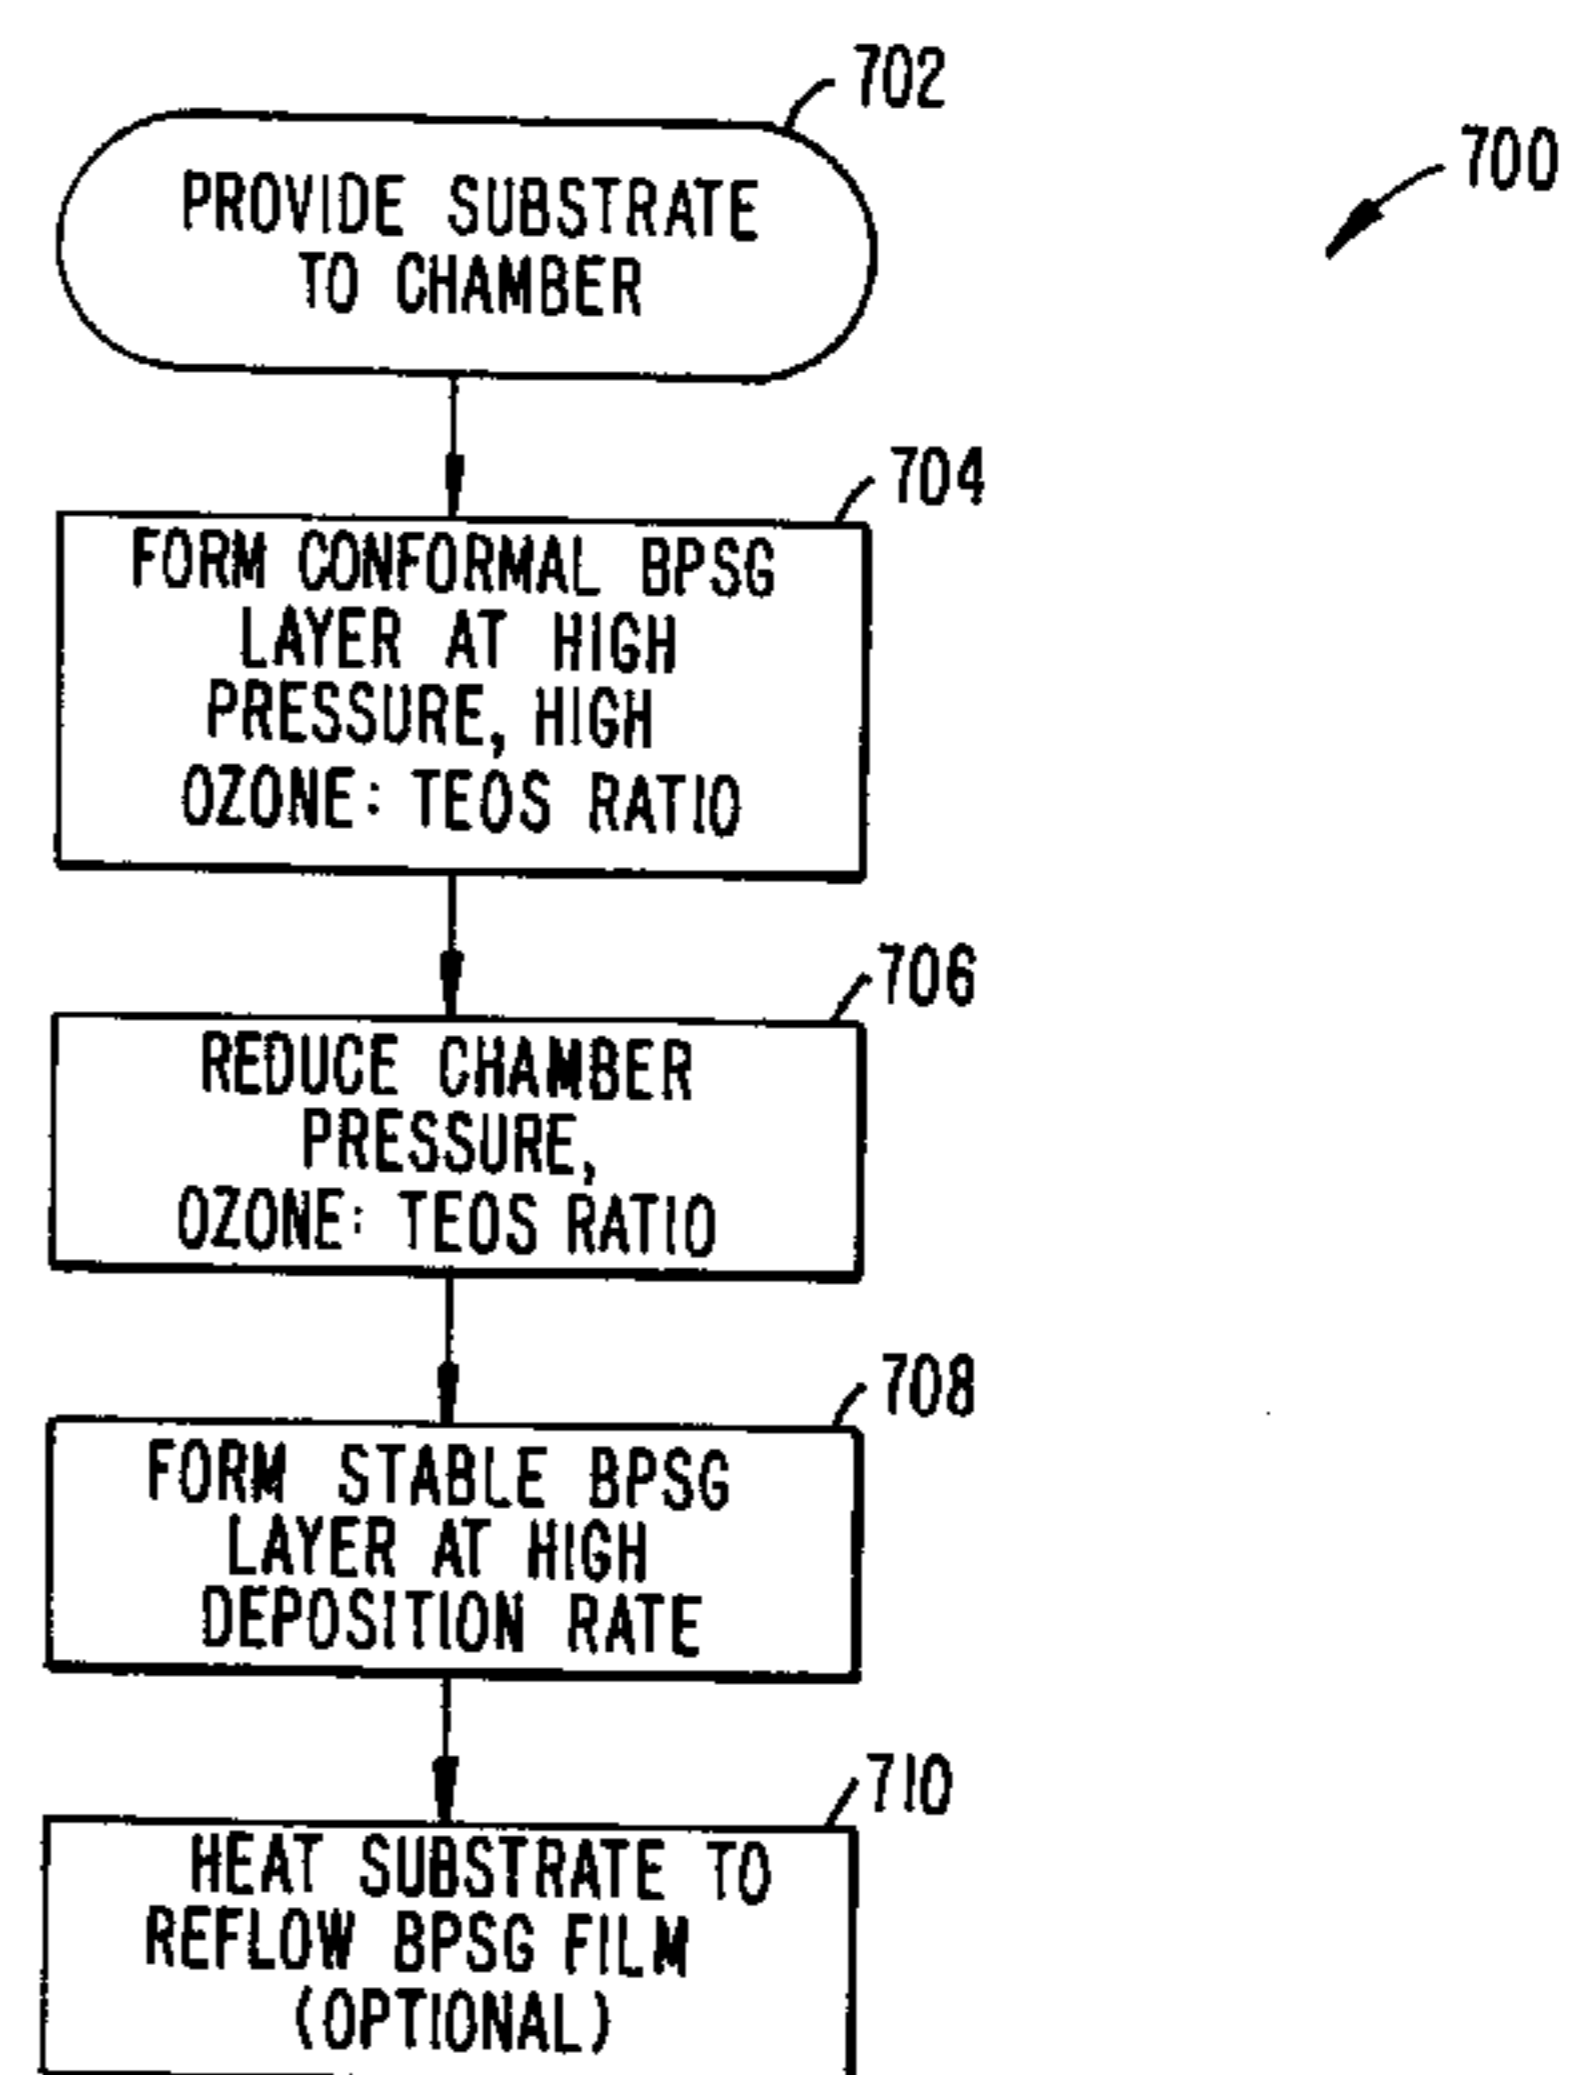 702
700
PROVIDE SUBSTRATE
TO CHAMBER
704
FORM CONFORMAL BPSG
LAYER AT HIGH
PRESSURE, HIGH
OZONE: TEOS RATIO
706
REDUCE CHAMBER
PRESSURE,
OZONE: TEOS RATIO
708
FORM STABLE BPSG
LAYER AT HIGH
DEPOSITION RATE
710
HEAT SUBSTRATE TO
REFLOW BPSG FILM
(OPTIONAL)